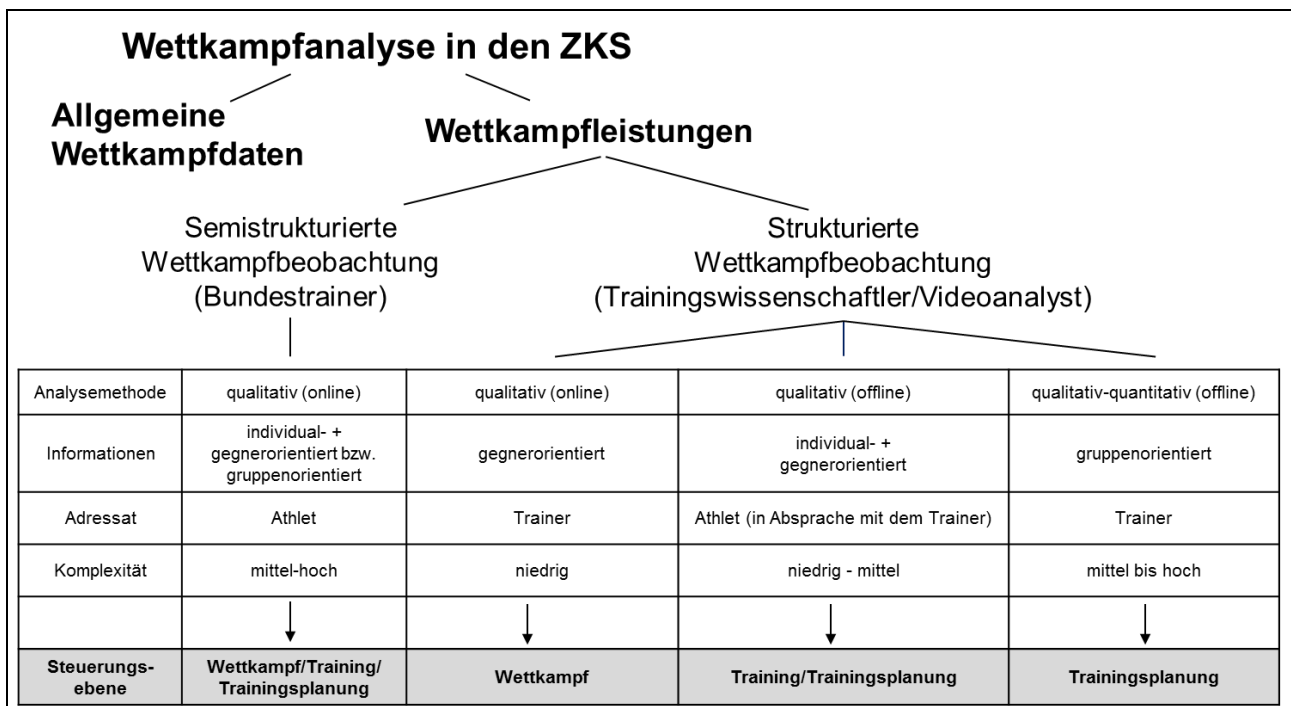 Wettkampfanalyse in den ZKS
Allgemeine
Wettkampfdaten
Wettkampfleistungen
Semistrukturierte
Wettkampfbeobachtung
(Bundestrainer)
Strukturierte
Wettkampfbeobachtung
(Trainingswissenschaftler/Videoanalyst)
Analysemethode
qualitativ (online)
qualitativ (online)
qualitativ (offline)
qualitativ-quantitativ (offline)
Informationen
individual- +
gegnerorientiert bzw.
gruppenorientiert
gegnerorientiert
individual- +
gegnerorientiert
gruppenorientiert
Adressat
Athlet
Trainer
Athlet (in Absprache mit dem Trainer)
Trainer
Komplexität
mittel-hoch
niedrig
niedrig - mittel
mittel bis hoch
Steuerungs-
ebene
Wettkampf/Training/
Trainingsplanung
Wettkampf
Training/Trainingsplanung
Trainingsplanung